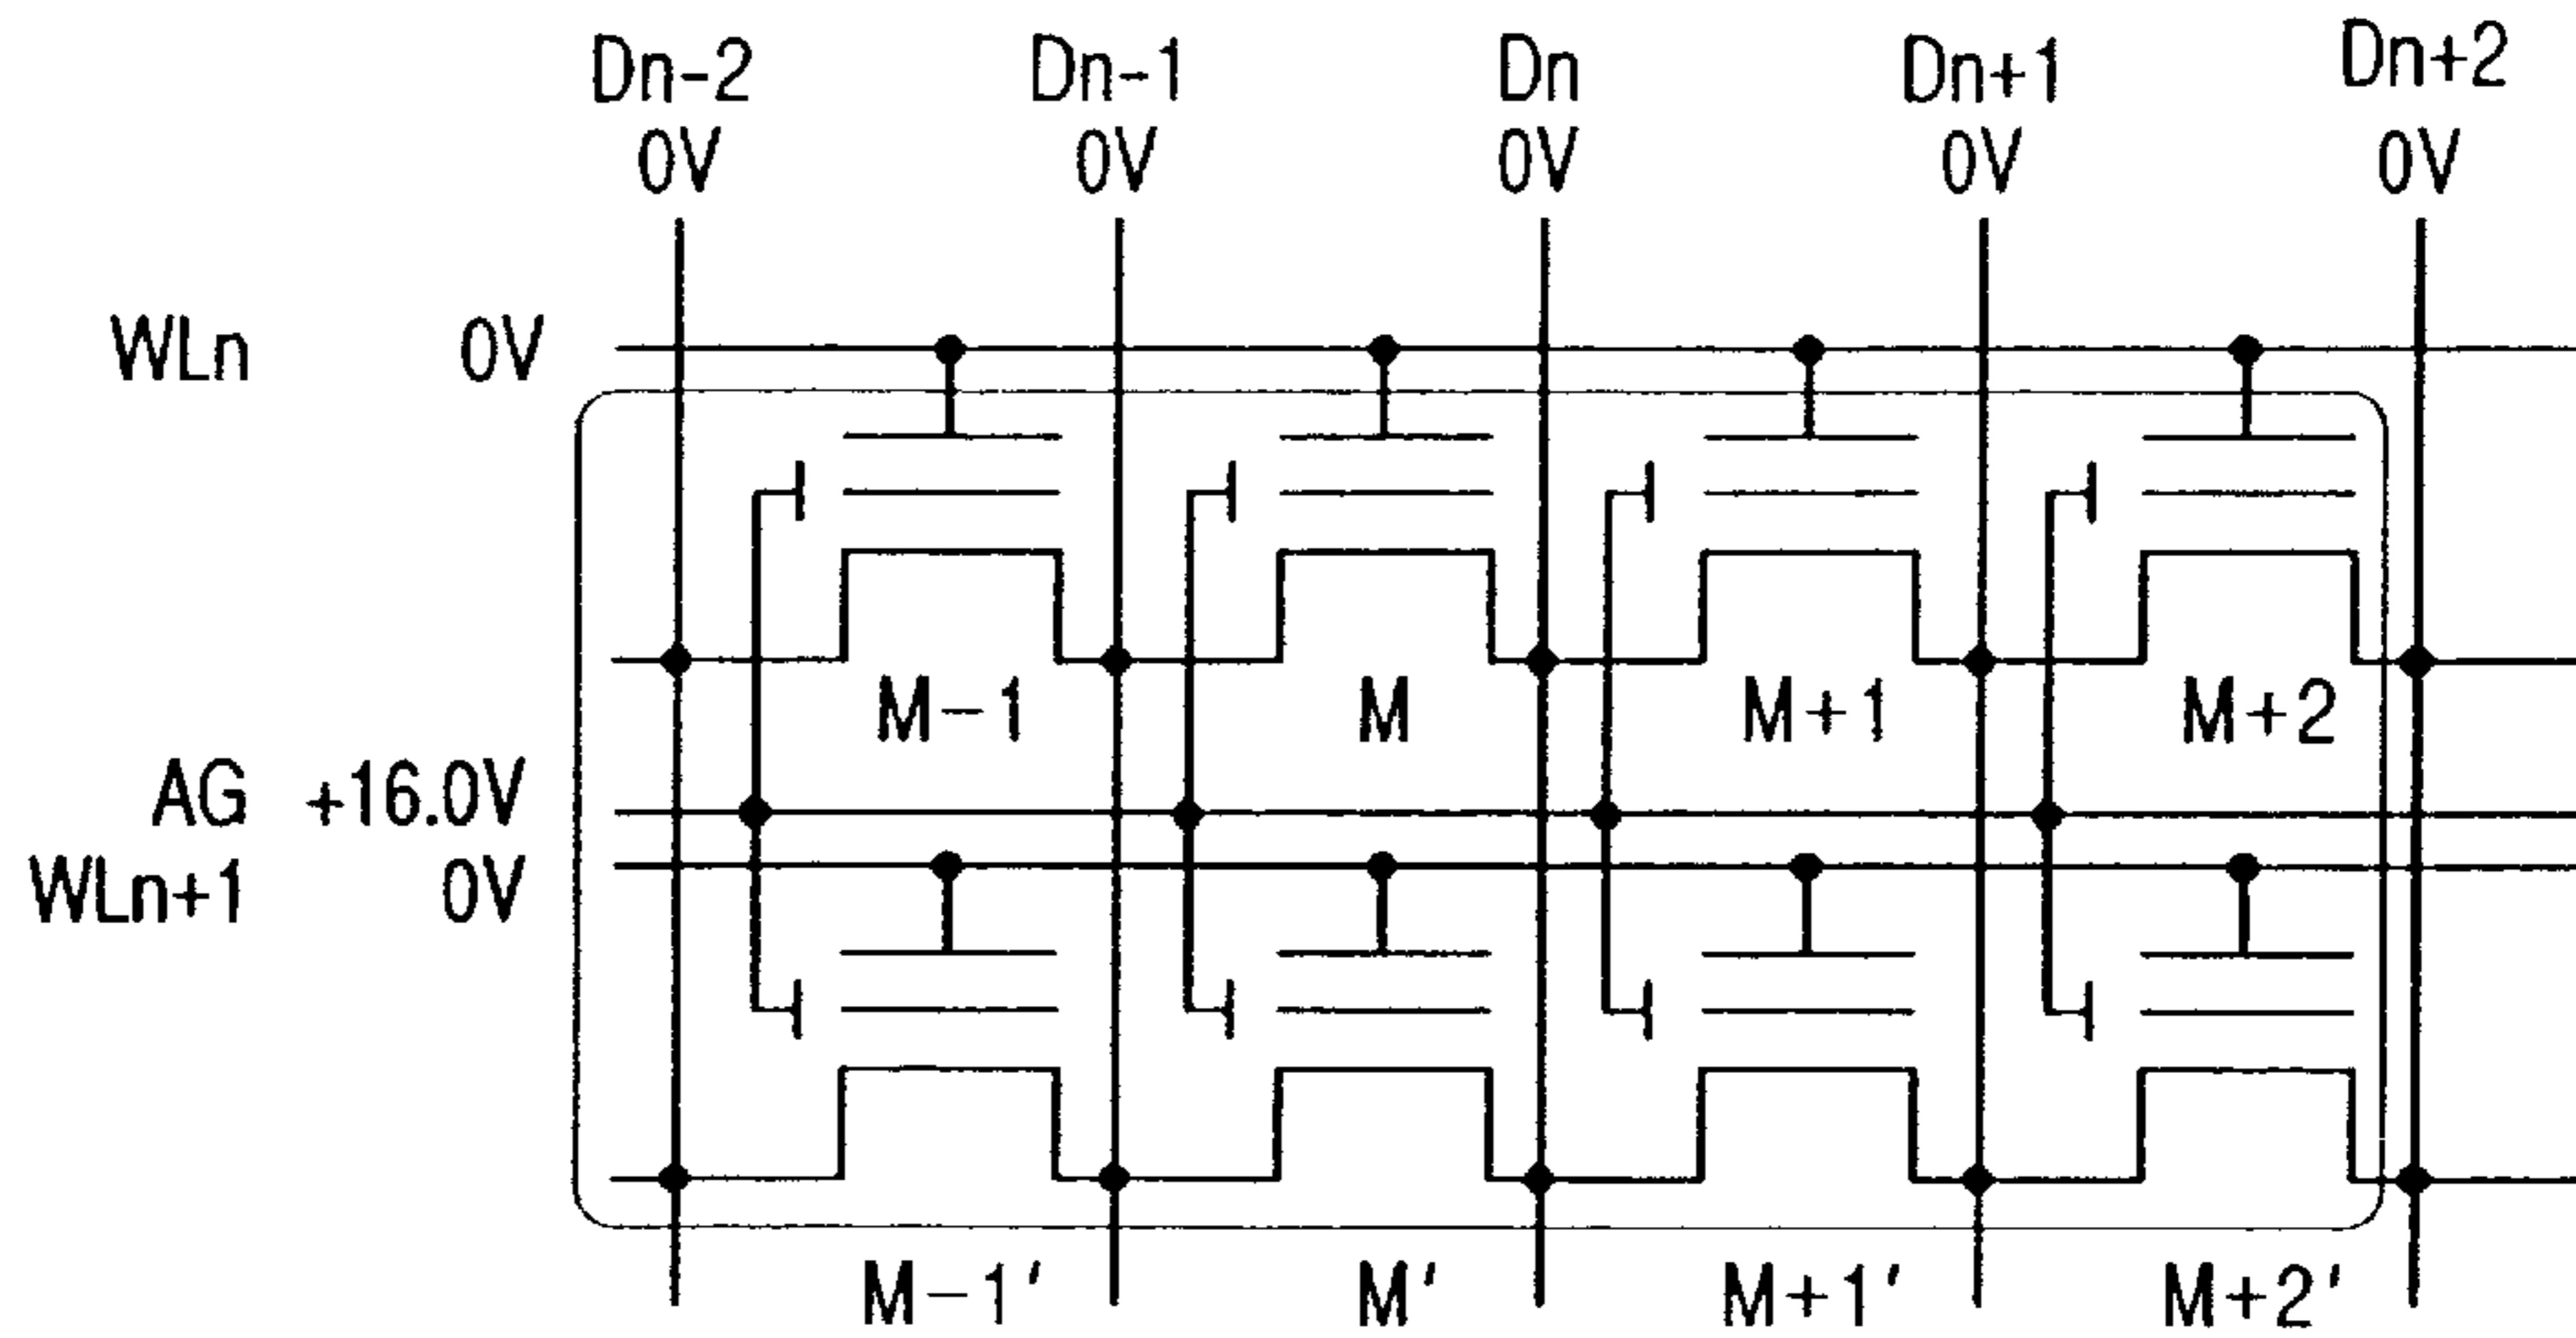 Dn-2 Dn-1 Dn Dn+1 Dn+2
0V 0V 0V 0V 0V
WLn 0V
M-1 M M+1 M+2
AG +16.0V
WLn+1 0V
M-1' M' M+1' M+2'